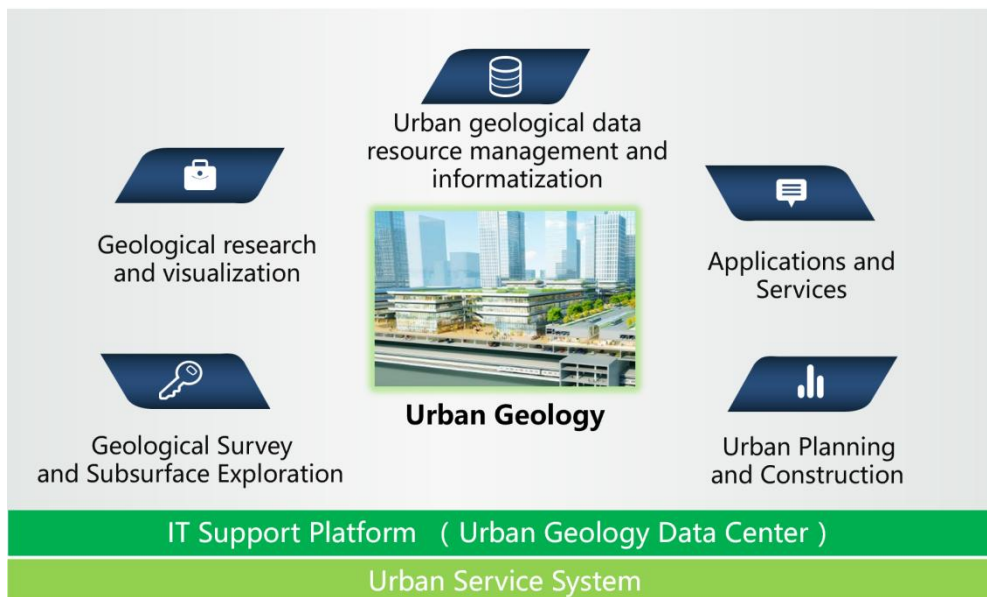 Urban geological data
resource management and
informatization
Geological research
and visualization
Applications and
Services
Urban Geology
Geological Survey
and Subsurface Exploration
Urban Planning
and Construction
IT Support Platform （ Urban Geology Data Center ）
Urban Service System